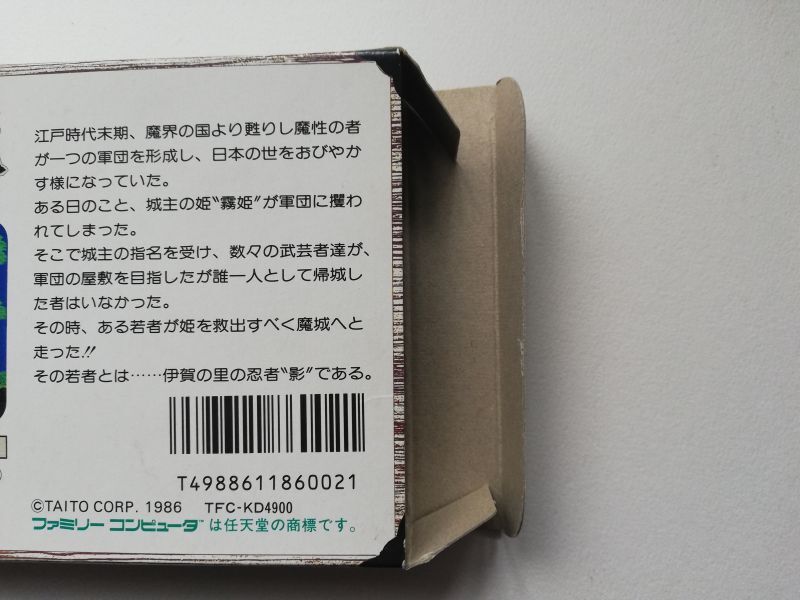 江戸時代末期、魔界の国より甦りし魔性の者
が一つの軍団を形成し、日本の世をおびやか
す様になっていた。
ある日のこと、城主の姫〝霧姫〞が軍団に攫わ
れてしまった。
そこで城主の指名を受け、数々の武芸者達が、
軍団の屋敷を目指したが誰一人として帰城し
た者はいなかった。
その時、ある若者が姫を救出すべく魔城へと
走った!!
その若者とは……伊賀の里の忍者〝影〞である。
T4988611860021
©TAITO CORP. 1986 TFC-KD4900
ファミリー コンピュータ™は任天堂の商標です。